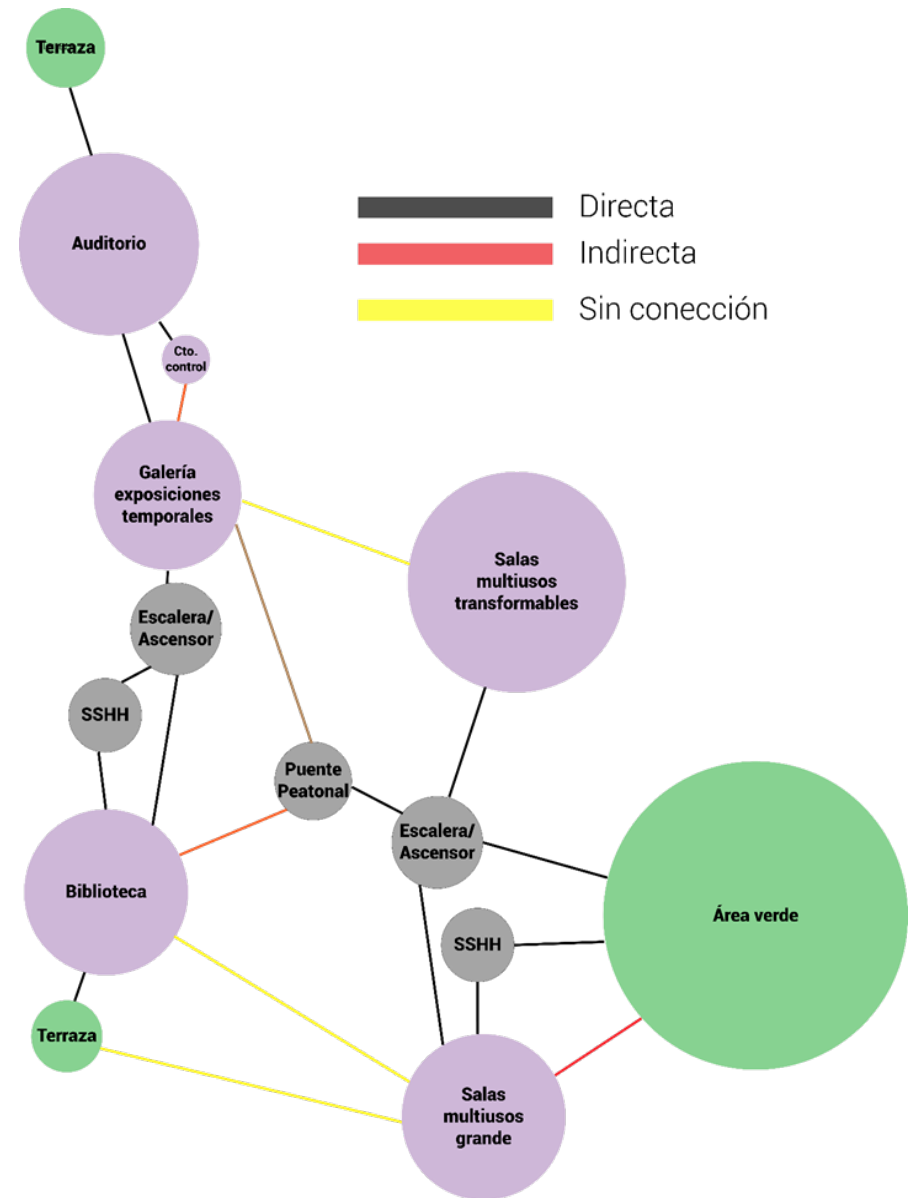 Terraza
Directa
Indirecta
Sin conección
Auditorio
Cto.
control
Galería
exposiciones
temporales
Salas
multiusos
transformables
Escalera/
Ascensor
SSHH
Puente
Peatonal
Escalera/
Ascensor
Biblioteca
Área verde
SSHH
Terraza
Salas
multiusos
grande